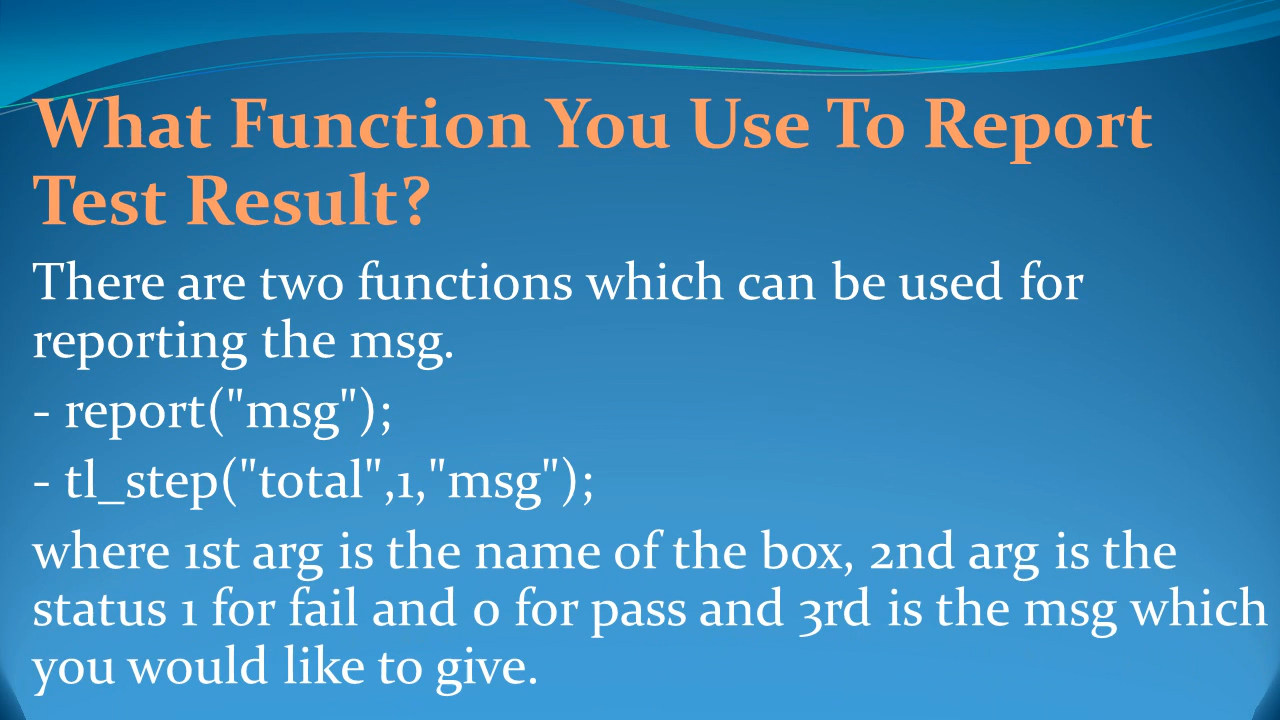 What Function You Use To Report
Test Result?
There are two functions which can be used for
reporting the msg.
- report("msg");
- tl_step("total",1,"msg");
where 1st arg is the name of the box, 2nd arg is the
status 1 for fail and 0 for pass and 3rd is the msg which
you would like to give.